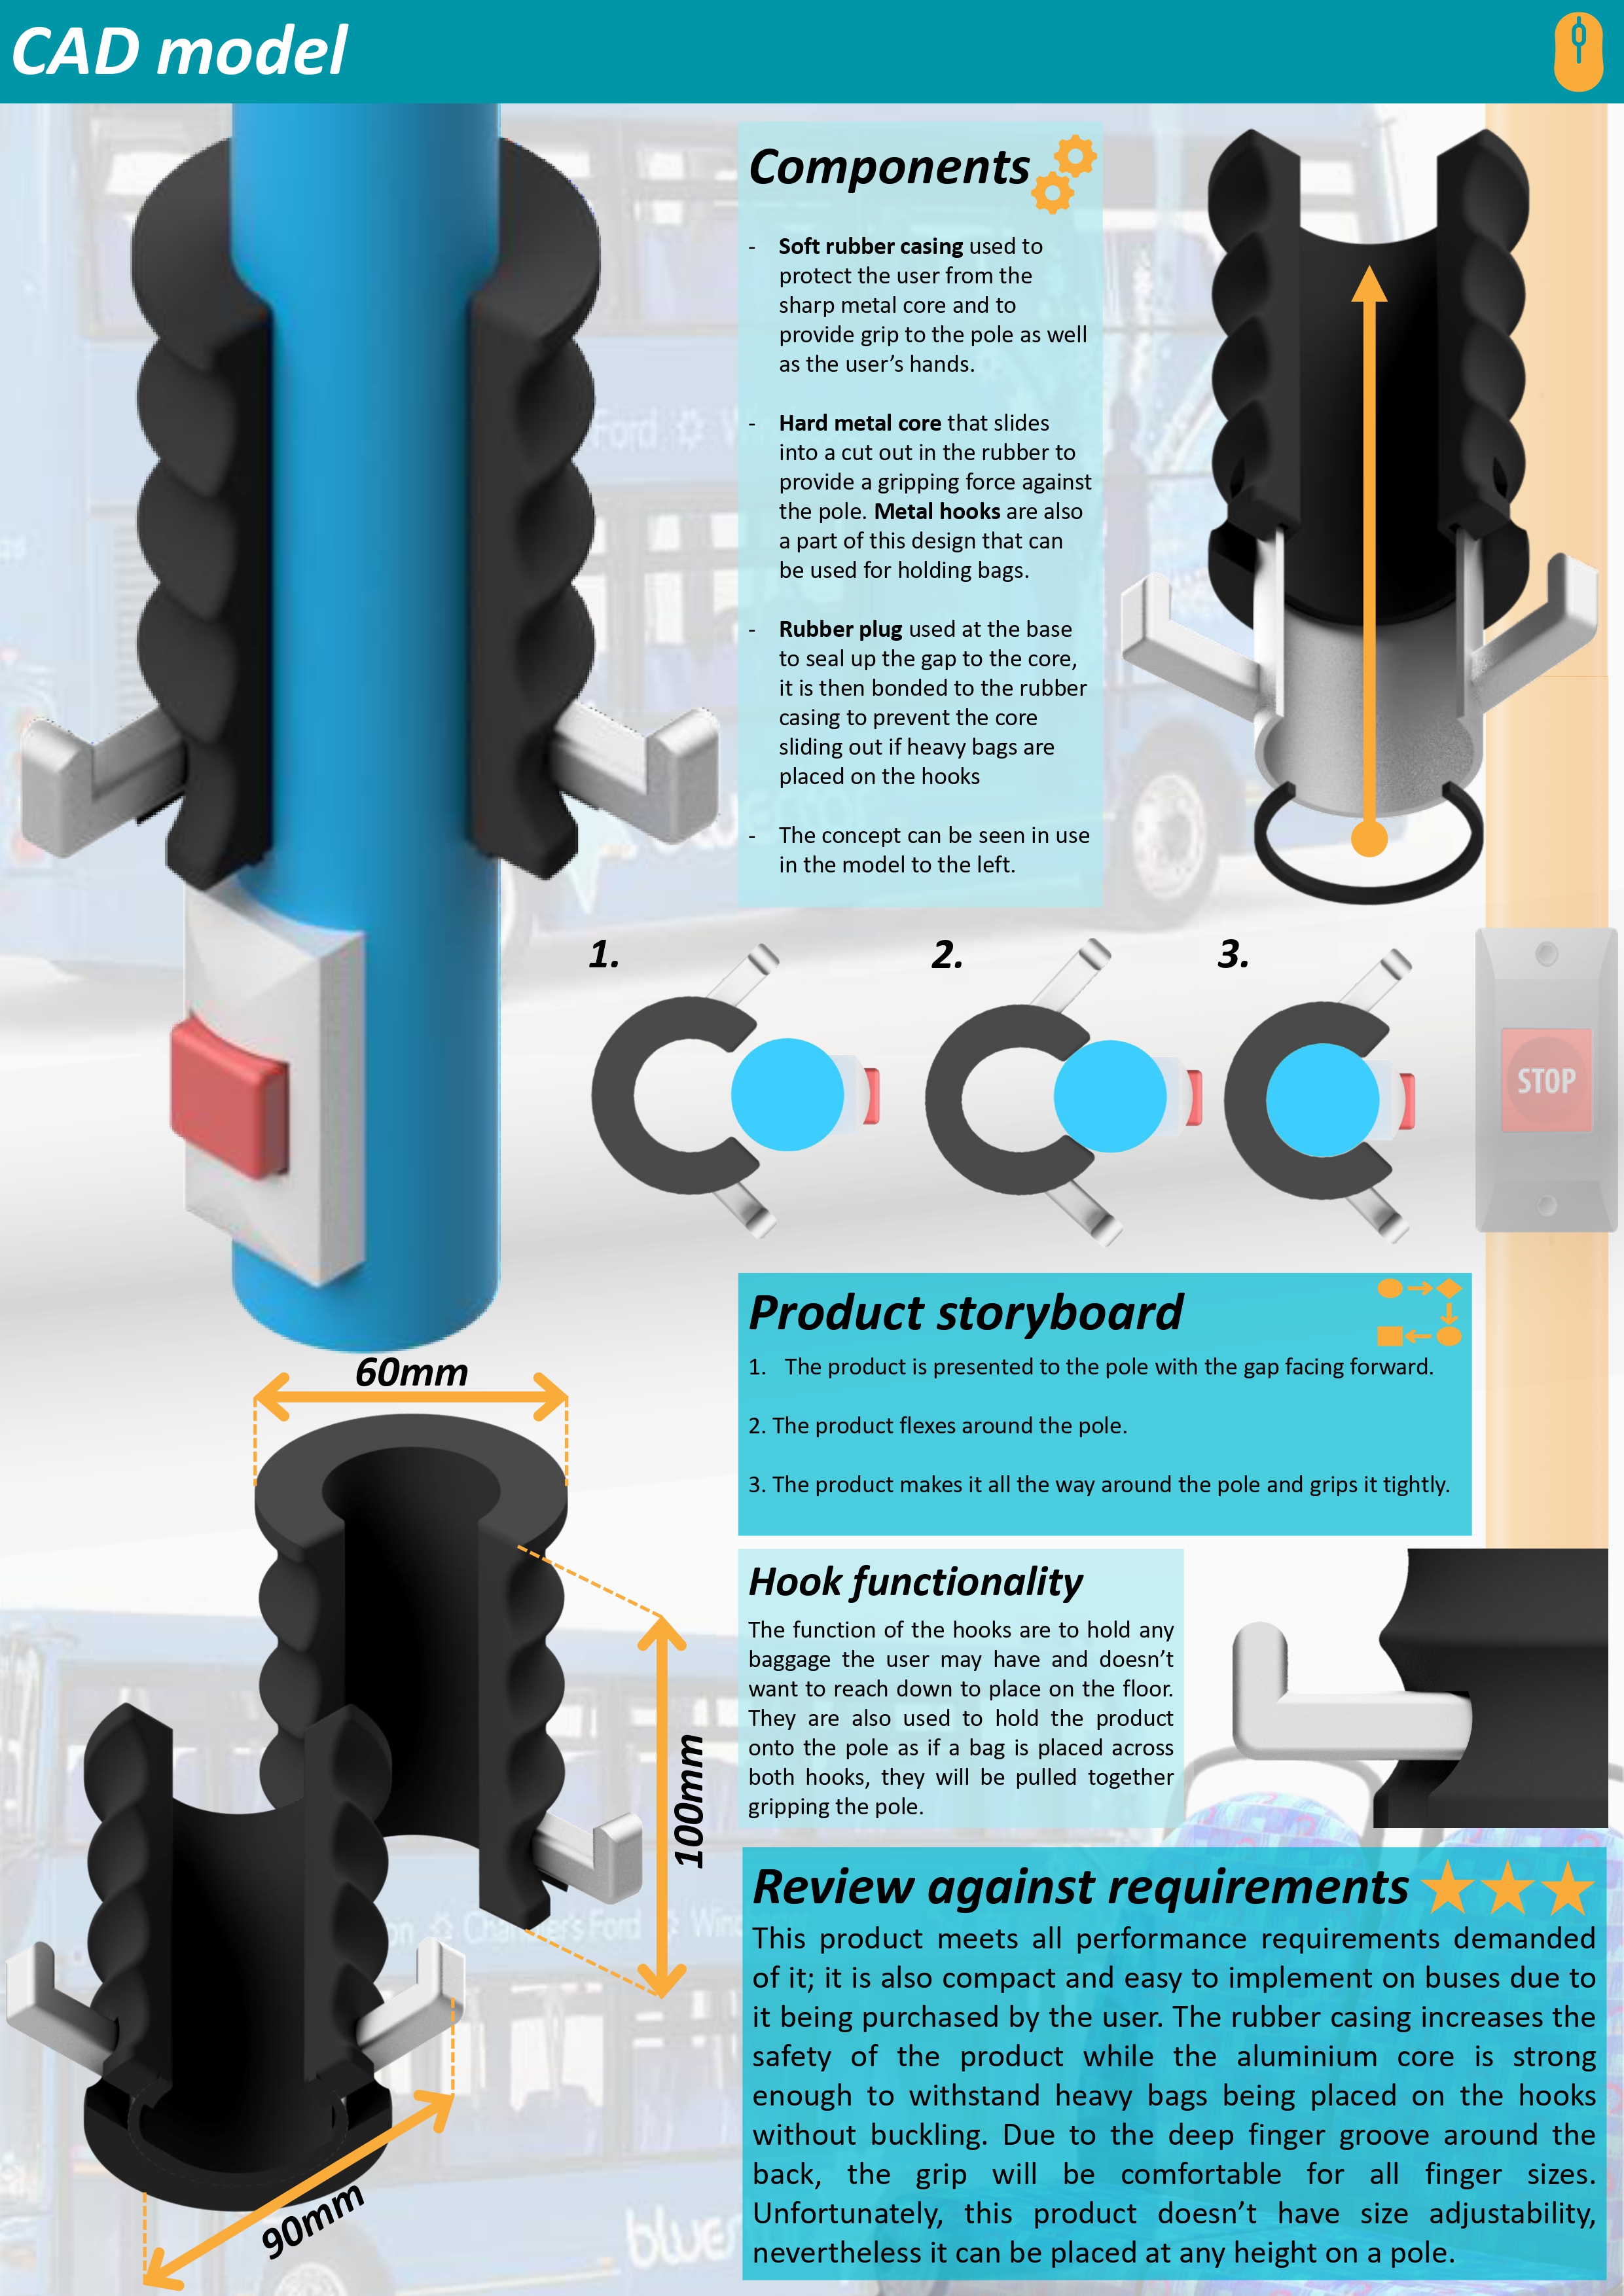 CAD model
Components
- Soft rubber casing used to
protect the user from the
sharp metal core and to
provide grip to the pole as well
as the user's hands.
- Hard metal core that slides
into a cut out in the rubber to
provide a gripping force against
the pole. Metal hooks are also
a part of this design that can
be used for holding bags.
- Rubber plug used at the base
to seal up the gap to the core,
it is then bonded to the rubber
casing to prevent the core
sliding out if heavy bags are
placed on the hooks
- The concept can be seen in use
in the model to the left.
Ford
1.
2.
3.
STOP
Product storyboard
1. The product is presented to the pole with the gap facing forward.
2. The product flexes around the pole.
3. The product makes it all the way around the pole and grips it tightly.
60mm
100mm
90mm
Hook functionality
The function of the hooks are to hold any
baggage the user may have and doesn't
want to reach down to place on the floor.
They are also used to hold the product
onto the pole as if a bag is placed across
both hooks, they will be pulled together
gripping the pole.
Chandler's Ford
Review against requirements
This product meets all performance requirements demanded
of it; it is also compact and easy to implement on buses due to
it being purchased by the user. The rubber casing increases the
safety of the product while the aluminium core is strong
enough to withstand heavy bags being placed on the hooks
without buckling. Due to the deep finger groove around the
back, the grip will be comfortable for all finger sizes.
Unfortunately, this product doesn't have size adjustability,
nevertheless it can be placed at any height on a pole.